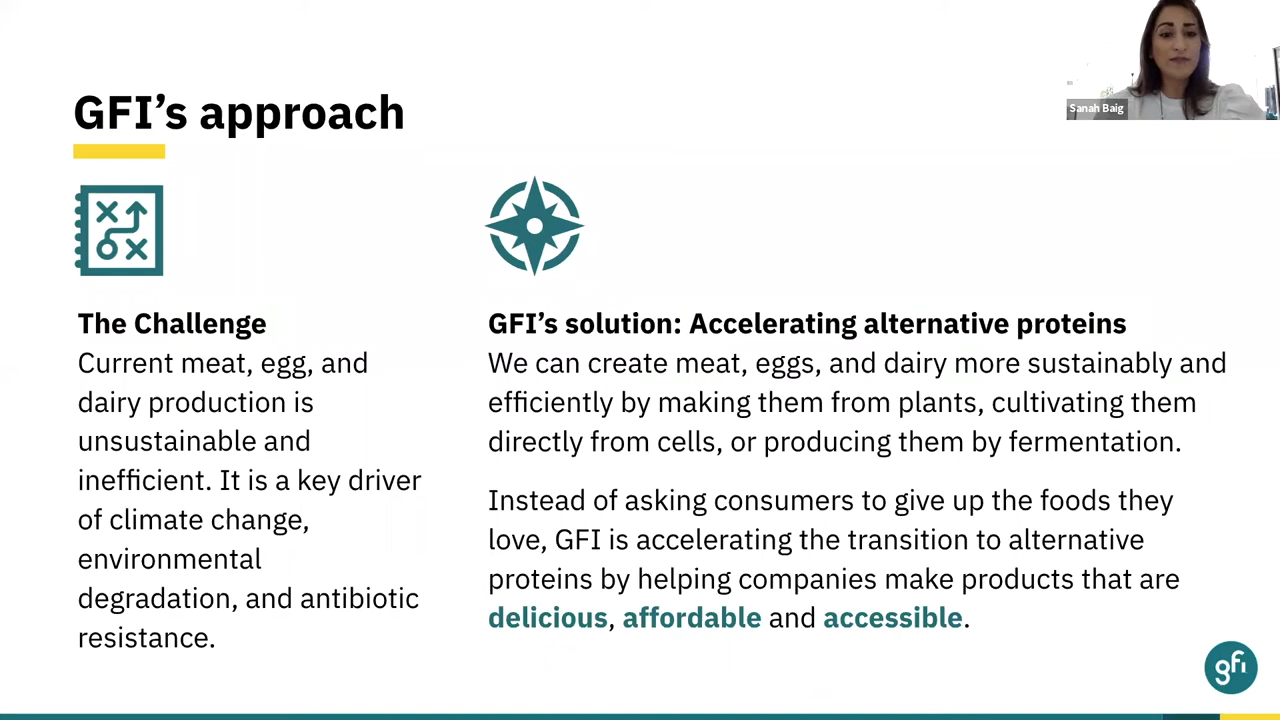 Sanah Baig
GFI’s approach
The Challenge
Current meat, egg, and
dairy production is
unsustainable and
inefficient. It is a key driver
of climate change,
environmental
degradation, and antibiotic
resistance.
GFI’s solution: Accelerating alternative proteins
We can create meat, eggs, and dairy more sustainably and
efficiently by making them from plants, cultivating them
directly from cells, or producing them by fermentation.
Instead of asking consumers to give up the foods they
love, GFI is accelerating the transition to alternative
proteins by helping companies make products that are
delicious, affordable and accessible.
gfi